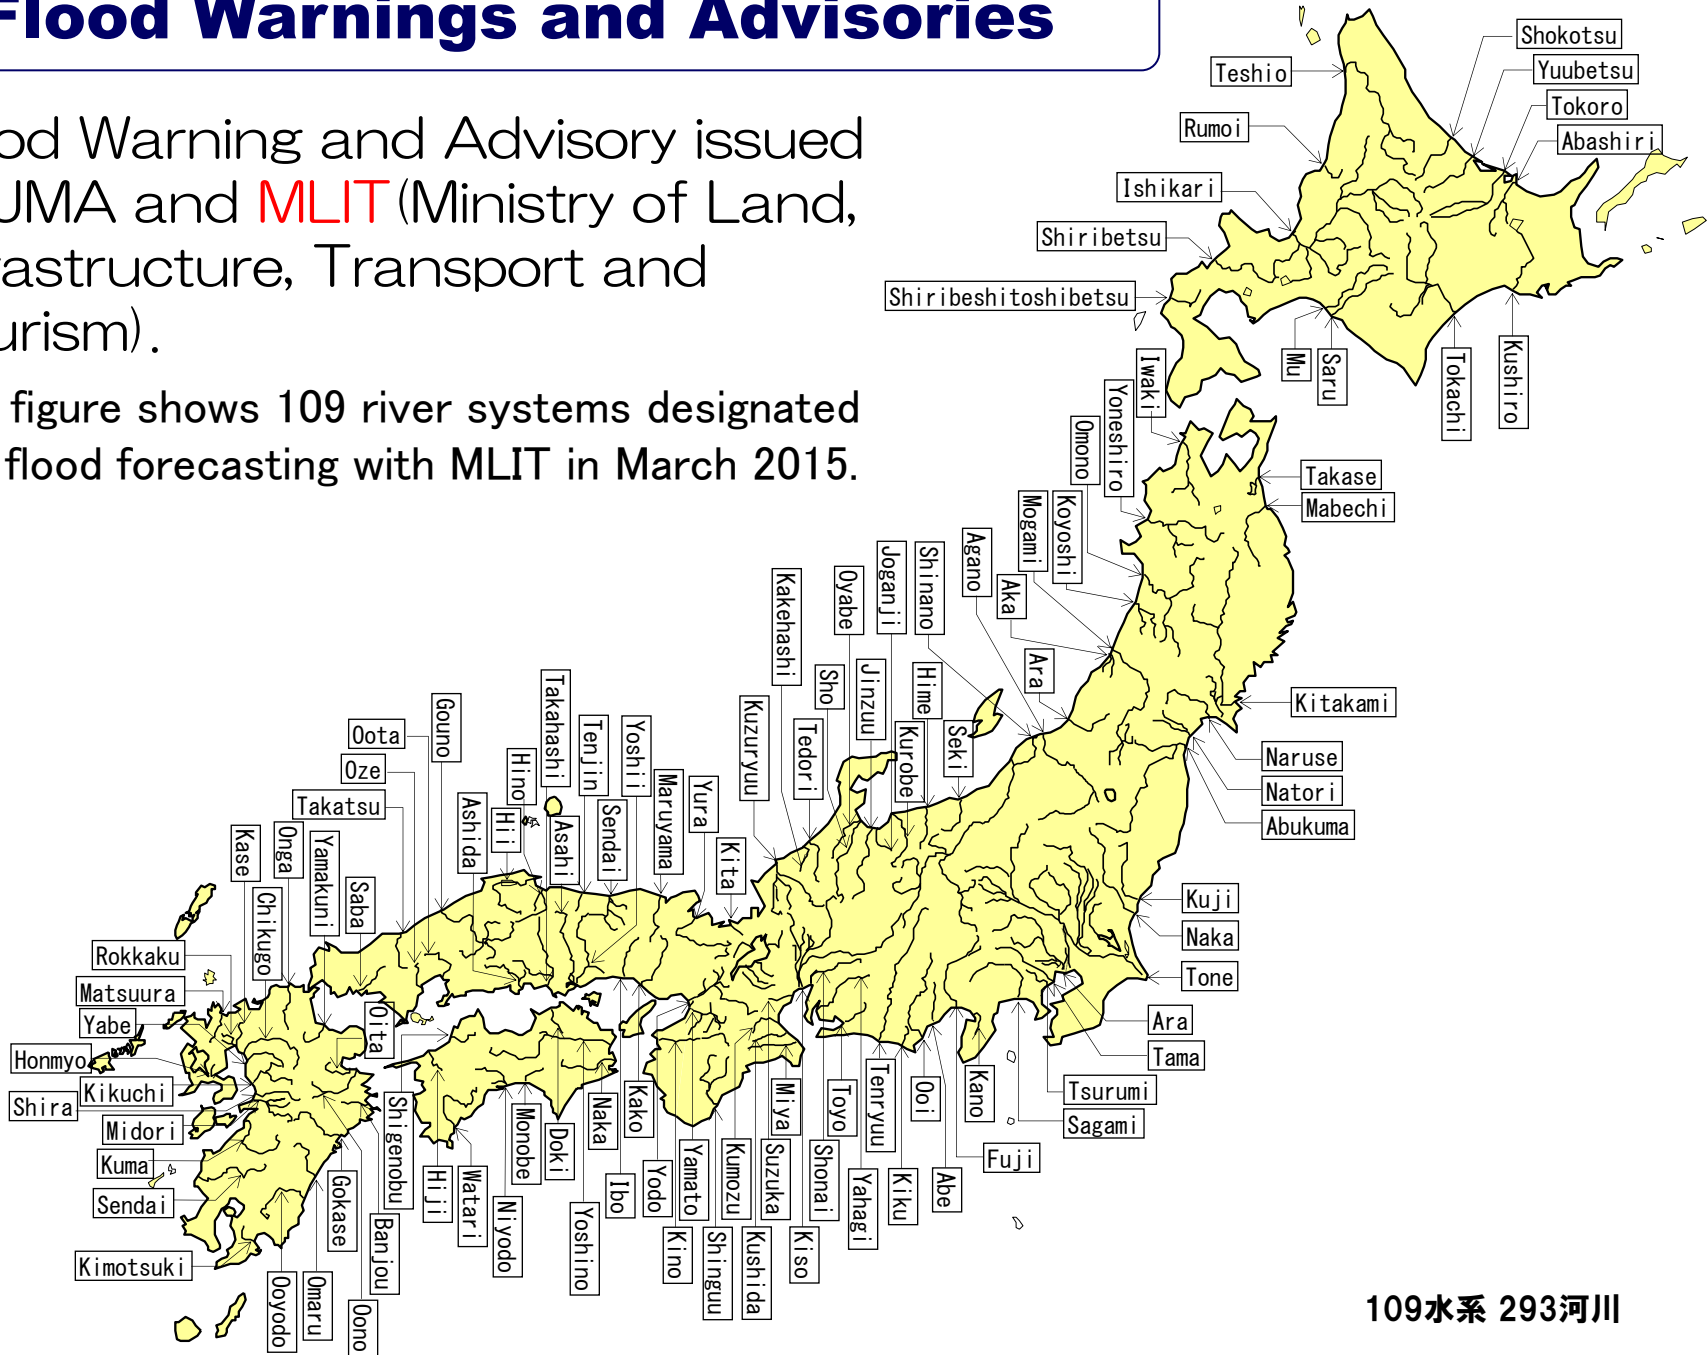 Flood Warnings and Advisories
od Warning and Advisory issued
JMA and MLIT (Ministry of Land,
rastructure, Transport and
urism).
figure shows 109 river systems designated
flood forecasting with MLIT in March 2015.
Shokotsu
Yuubetsu
Teshio
Tokoro
Rumoi
Abashiri
Ishikari
Shiribetsu
Shiribeshitoshibetsu
Mu
Saru
Tokachi
Kushiro
Iwaki
Yoneshiro
Omono
Takase
Mabechi
Koyoshi
Mogami
Agano
Aka
Shinano
Joganji
Oyabe
Kakehashi
Ara
Hime
Jinzuu
Sho
Kitakami
Kuzuryuu
Tedori
Kurobe
Seki
Naruse
Natori
Abukuma
Takahashi
Gouno
Oota
Oze
Takatsu
Hino
Tenjin
Yoshii
Maruyama
Yura
Kita
Ashida
Hii
Asahi
Sendai
Kase
Onga
Yamakuni
Saba
Chikugo
Kuji
Naka
Tone
Rokkaku
Matsuura
Yabe
Honmyo
Kikuchi
Shira
Midori
Kuma
Sendai
Kimotsuki
Oita
Ara
Tama
Tsurumi
Sagami
Fuji
Kano
Ooi
Abe
Kiku
Tenryuu
Yahagi
Toyo
Shonai
Kiso
Miya
Suzuka
Kushida
Kumozu
Shinguu
Yamato
Kino
Yodo
Kako
Ibo
Naka
Yoshino
Doki
Monobe
Niyodo
Watari
Hiji
Shigenobu
Banjou
Oono
Gokase
Omaru
Ooyodo
109水系 293河川